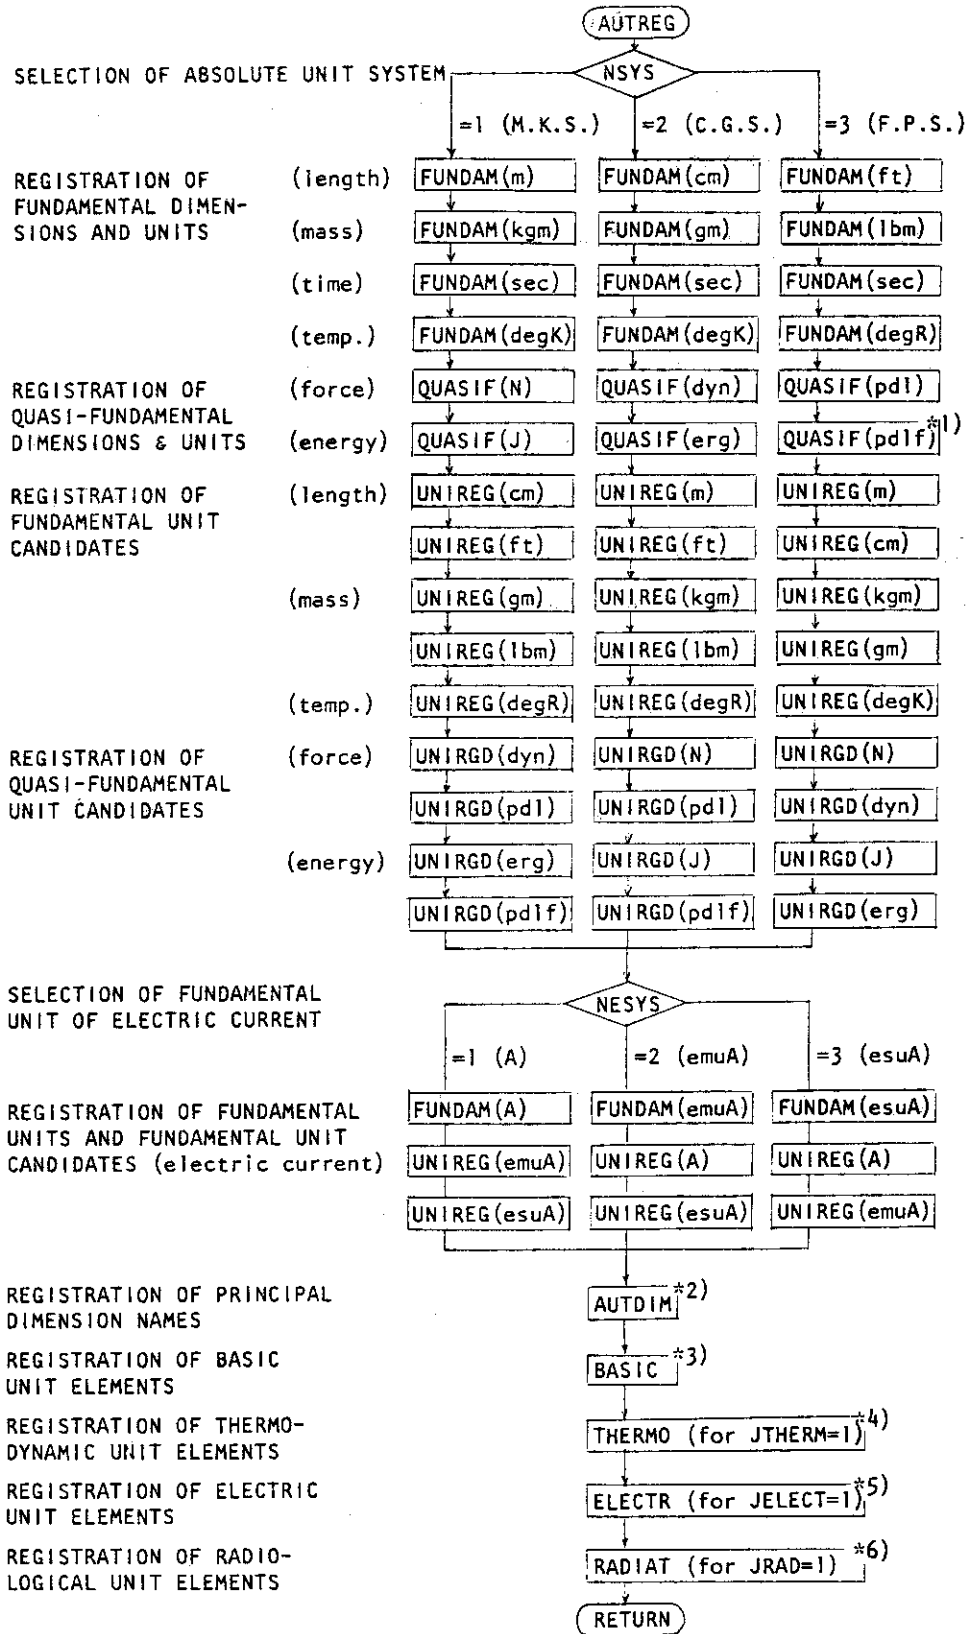 AUTREG
SELECTION OF ABSOLUTE UNIT SYSTEM NSYS
=1 (M.K.S.) =2 (C.G.S.) =3 (F.P.S.)
REGISTRATION OF (length) FUNDAM(m) FUNDAM(cm) FUNDAM(ft)
FUNDAMENTAL DIMEN-
SIONS AND UNITS (mass) FUNDAM(kgm) FUNDAM(gm) FUNDAM(lbm)
(time) FUNDAM(sec) FUNDAM(sec) FUNDAM(sec)
(temp.) FUNDAM(degK) FUNDAM(degK) FUNDAM(degR)
REGISTRATION OF (force) QUASIF(N) QUASIF(dyn) QUASIF(pdl)
QUASI-FUNDAMENTAL
DIMENSIONS & UNITS (energy) QUASIF(J) QUASIF(erg) QUASIF(pdlf)*1)
REGISTRATION OF (length) UNIREG(cm) UNIREG(m) UNIREG(m)
FUNDAMENTAL UNIT
CANDIDATES UNIREG(ft) UNIREG(ft) UNIREG(cm)
(mass) UNIREG(gm) UNIREG(kgm) UNIREG(kgm)
UNIREG(lbm) UNIREG(lbm) UNIREG(gm)
(temp.) UNIREG(degR) UNIREG(degR) UNIREG(degK)
REGISTRATION OF (force) UNIRGD(dyn) UNIRGD(N) UNIRGD(N)
QUASI-FUNDAMENTAL
UNIT CANDIDATES UNIRGD(pdl) UNIRGD(pdl) UNIRGD(dyn)
(energy) UNIRGD(erg) UNIRGD(J) UNIRGD(J)
UNIRGD(pdlf) UNIRGD(pdlf) UNIRGD(erg)
SELECTION OF FUNDAMENTAL NESYS
UNIT OF ELECTRIC CURRENT
=1 (A) =2 (emuA) =3 (esuA)
REGISTRATION OF FUNDAMENTAL FUNDAM(A) FUNDAM(emuA) FUNDAM(esuA)
UNITS AND FUNDAMENTAL UNIT
CANDIDATES (electric current) UNIREG(emuA) UNIREG(A) UNIREG(A)
UNIREG(esuA) UNIREG(esuA) UNIREG(emuA)
REGISTRATION OF PRINCIPAL AUTDIM*2)
DIMENSION NAMES
REGISTRATION OF BASIC BASIC*3)
UNIT ELEMENTS
REGISTRATION OF THERMO- THERMO (for JTHERM=1)*4)
DYNAMIC UNIT ELEMENTS
REGISTRATION OF ELECTRIC ELECTR (for JELECT=1)*5)
UNIT ELEMENTS
REGISTRATION OF RADIO- RADIAT (for JRAD=1)*6)
LOGICAL UNIT ELEMENTS
RETURN